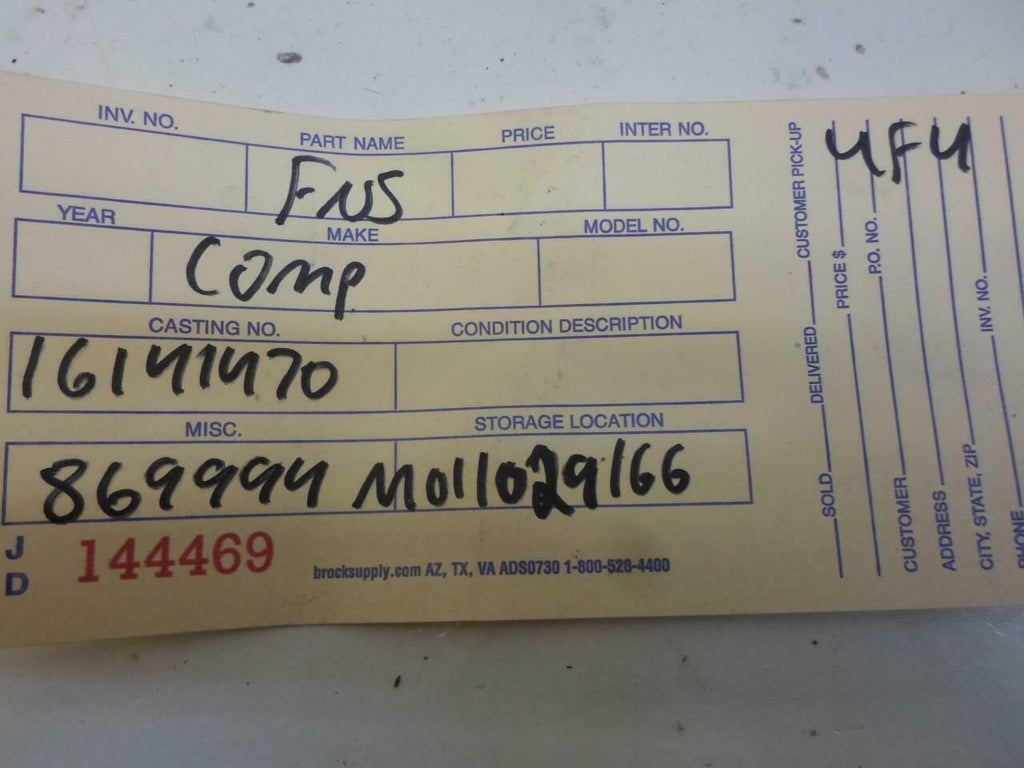 INV. NO. PART NAME PRICE INTER NO.
FNS
YEAR MAKE MODEL NO.
Comp
CASTING NO. CONDITION DESCRIPTION
16141470
MISC. STORAGE LOCATION
869994 M011029166
J D 144469 brocksupply.com AZ, TX, VA ADS0730 1-800-528-4400
4F4
SOLD DELIVERED CUSTOMER PICK-UP
PRICE $
P.O. NO.
CUSTOMER
ADDRESS
CITY, STATE, ZIP INV. NO.
PHONE